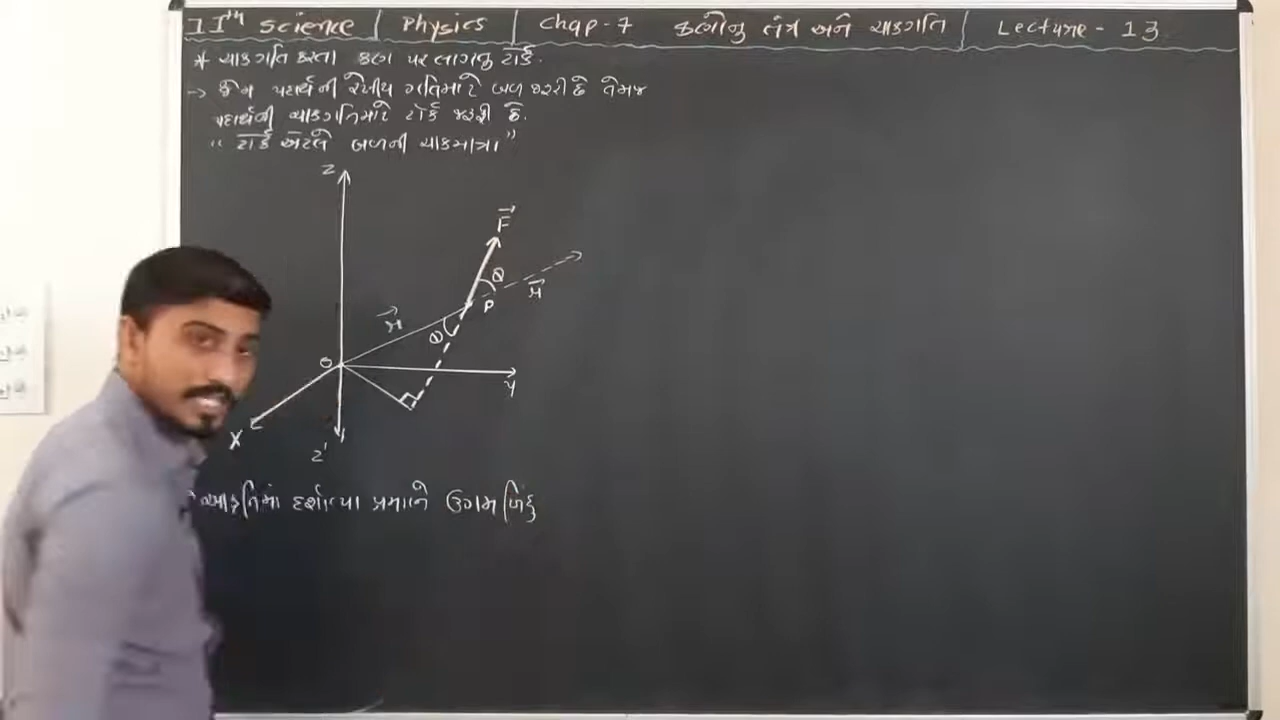 11th Science | Physics | Chap-7 કણોનું તંત્ર અને ચાકગતિ | Lecture - 13
* ચાકગતિ કરતા કણ પર લાગતુ ટૉર્ક.
→ જેમ પદાર્થની રેખીય ગતિમાટે બળ જરૂરી છે તેમજ
પદાર્થની ચાકગતિમાટે ટૉર્ક જરૂરી છે.
“ ટૉર્ક એટલે બળની ચાકમાત્રા ”
Z
F
θ
P
r
r
θ
O
Y
X
Z'
આકૃતિમાં દર્શાવ્યા પ્રમાણે ઉગમબિંદુ